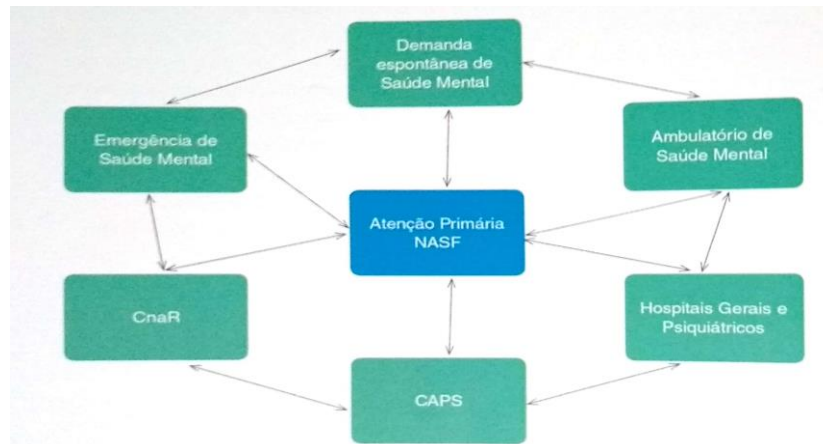 Demanda
espontânea de
Saúde Mental
Emergência de
Saúde Mental
Ambulatório de
Saúde Mental
Atenção Primária
NASF
CnaR
Hospitais Gerais e
Psiquiátricos
CAPS